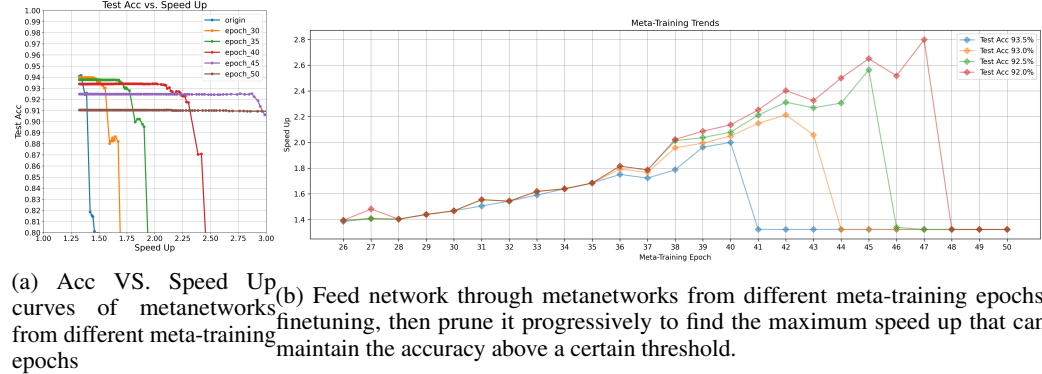 Test Acc vs. Speed Up
1.00
0.99
0.98
0.97
0.96
0.95
0.94
0.93
0.92
0.91
0.90
0.89
0.88
0.87
0.86
0.85
0.84
0.83
0.82
0.81
0.80
Test Acc
origin
epoch_30
epoch_35
epoch_40
epoch_45
epoch_50
1.00 1.25 1.50 1.75 2.00 2.25 2.50 2.75 3.00
Speed Up
(a) Acc VS. Speed Up
curves of metanetworks
from different meta-training
epochs
Meta-Training Trends
2.8
2.6
2.4
2.2
2.0
1.8
1.6
1.4
Speed Up
Test Acc 93.5%
Test Acc 93.0%
Test Acc 92.5%
Test Acc 92.0%
26 27 28 29 30 31 32 33 34 35 36 37 38 39 40 41 42 43 44 45 46 47 48 49 50
Meta-Training Epoch
(b) Feed network through metanetworks from different meta-training epochs
finetuning, then prune it progressively to find the maximum speed up that can
maintain the accuracy above a certain threshold.